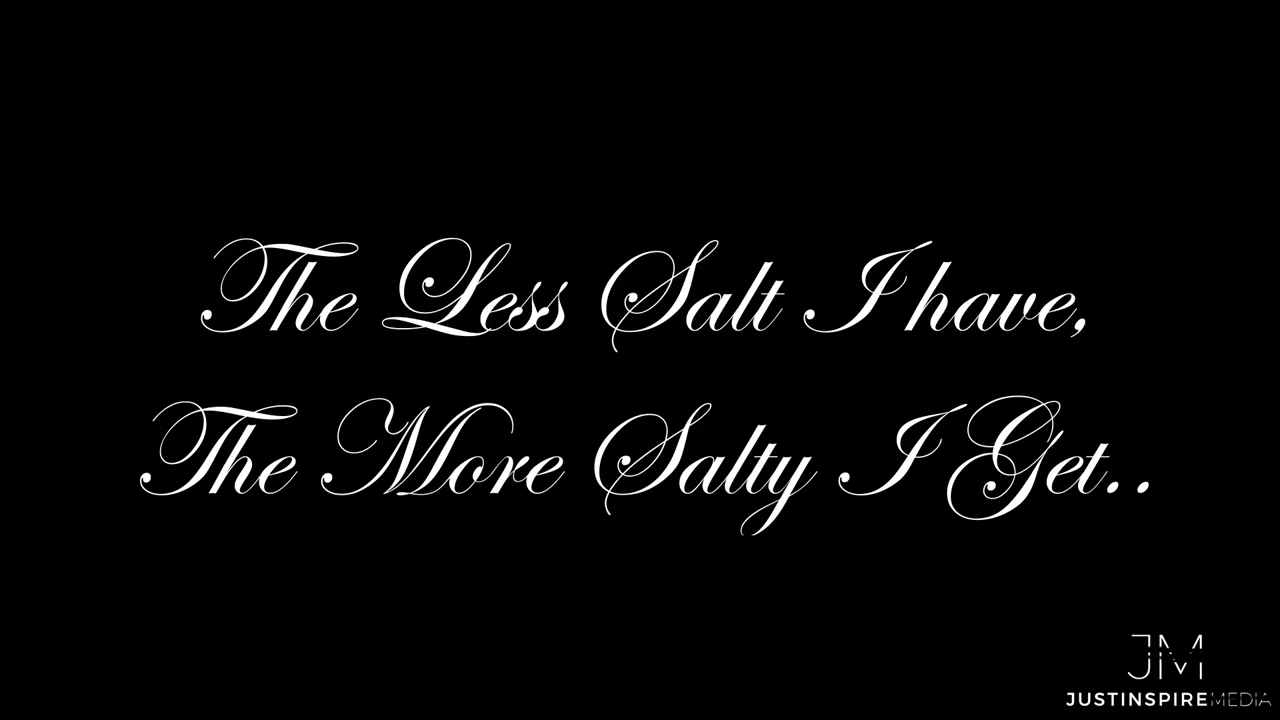 The Less Salt I have,
The More Salty I Get..
JM
JUSTINSPIREMEDIA